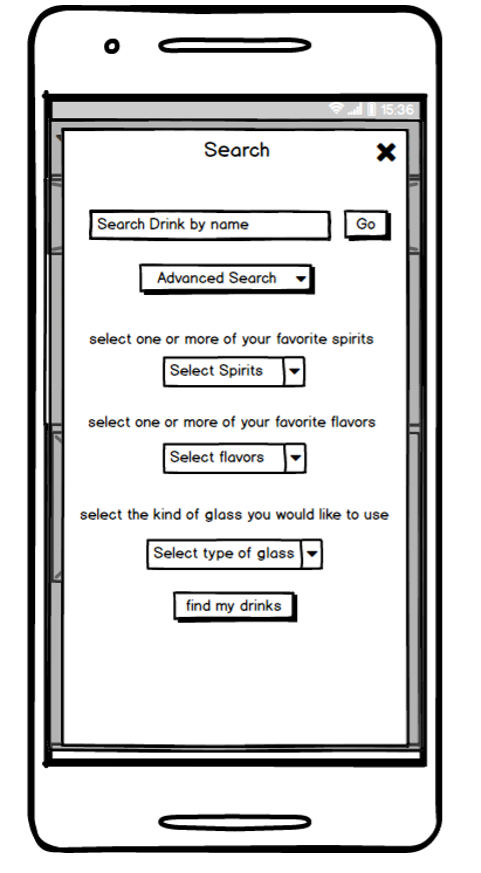 15:36
Search
Search Drink by name
Go
Advanced Search
select one or more of your favorite spirits
Select Spirits
select one or more of your favorite flavors
Select flavors
select the kind of glass you would like to use
Select type of glass
find my drinks